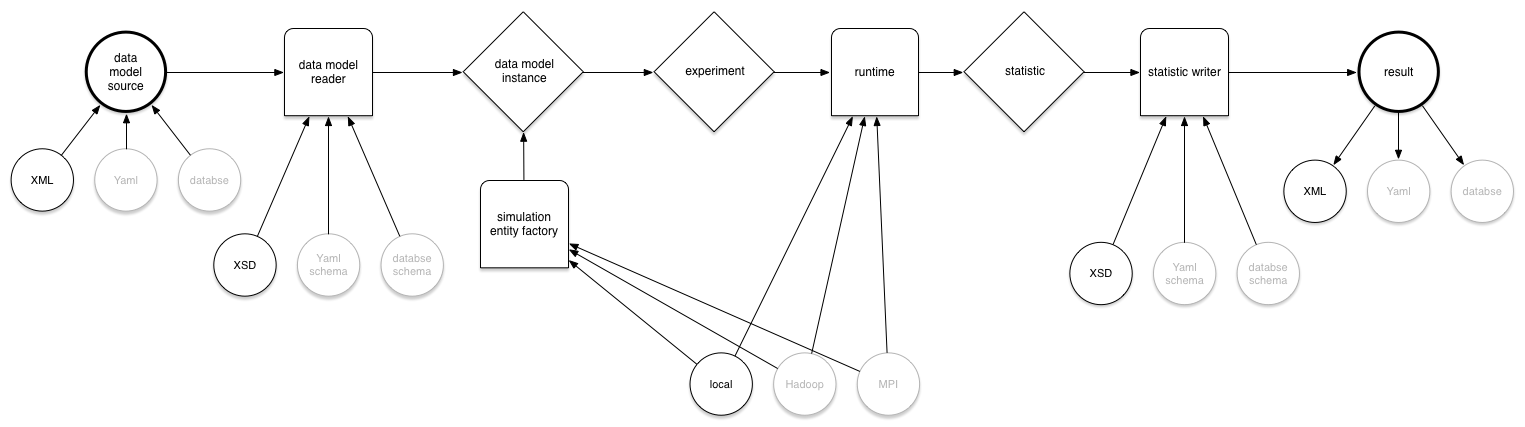 data
model
source
data model
reader
data model
instance
experiment
runtime
statistic
statistic writer
result
XML
Yaml
databse
simulation
entity factory
XSD
Yaml
schema
databse
schema
local
Hadoop
MPI
XSD
Yaml
schema
databse
schema
XML
Yaml
databse